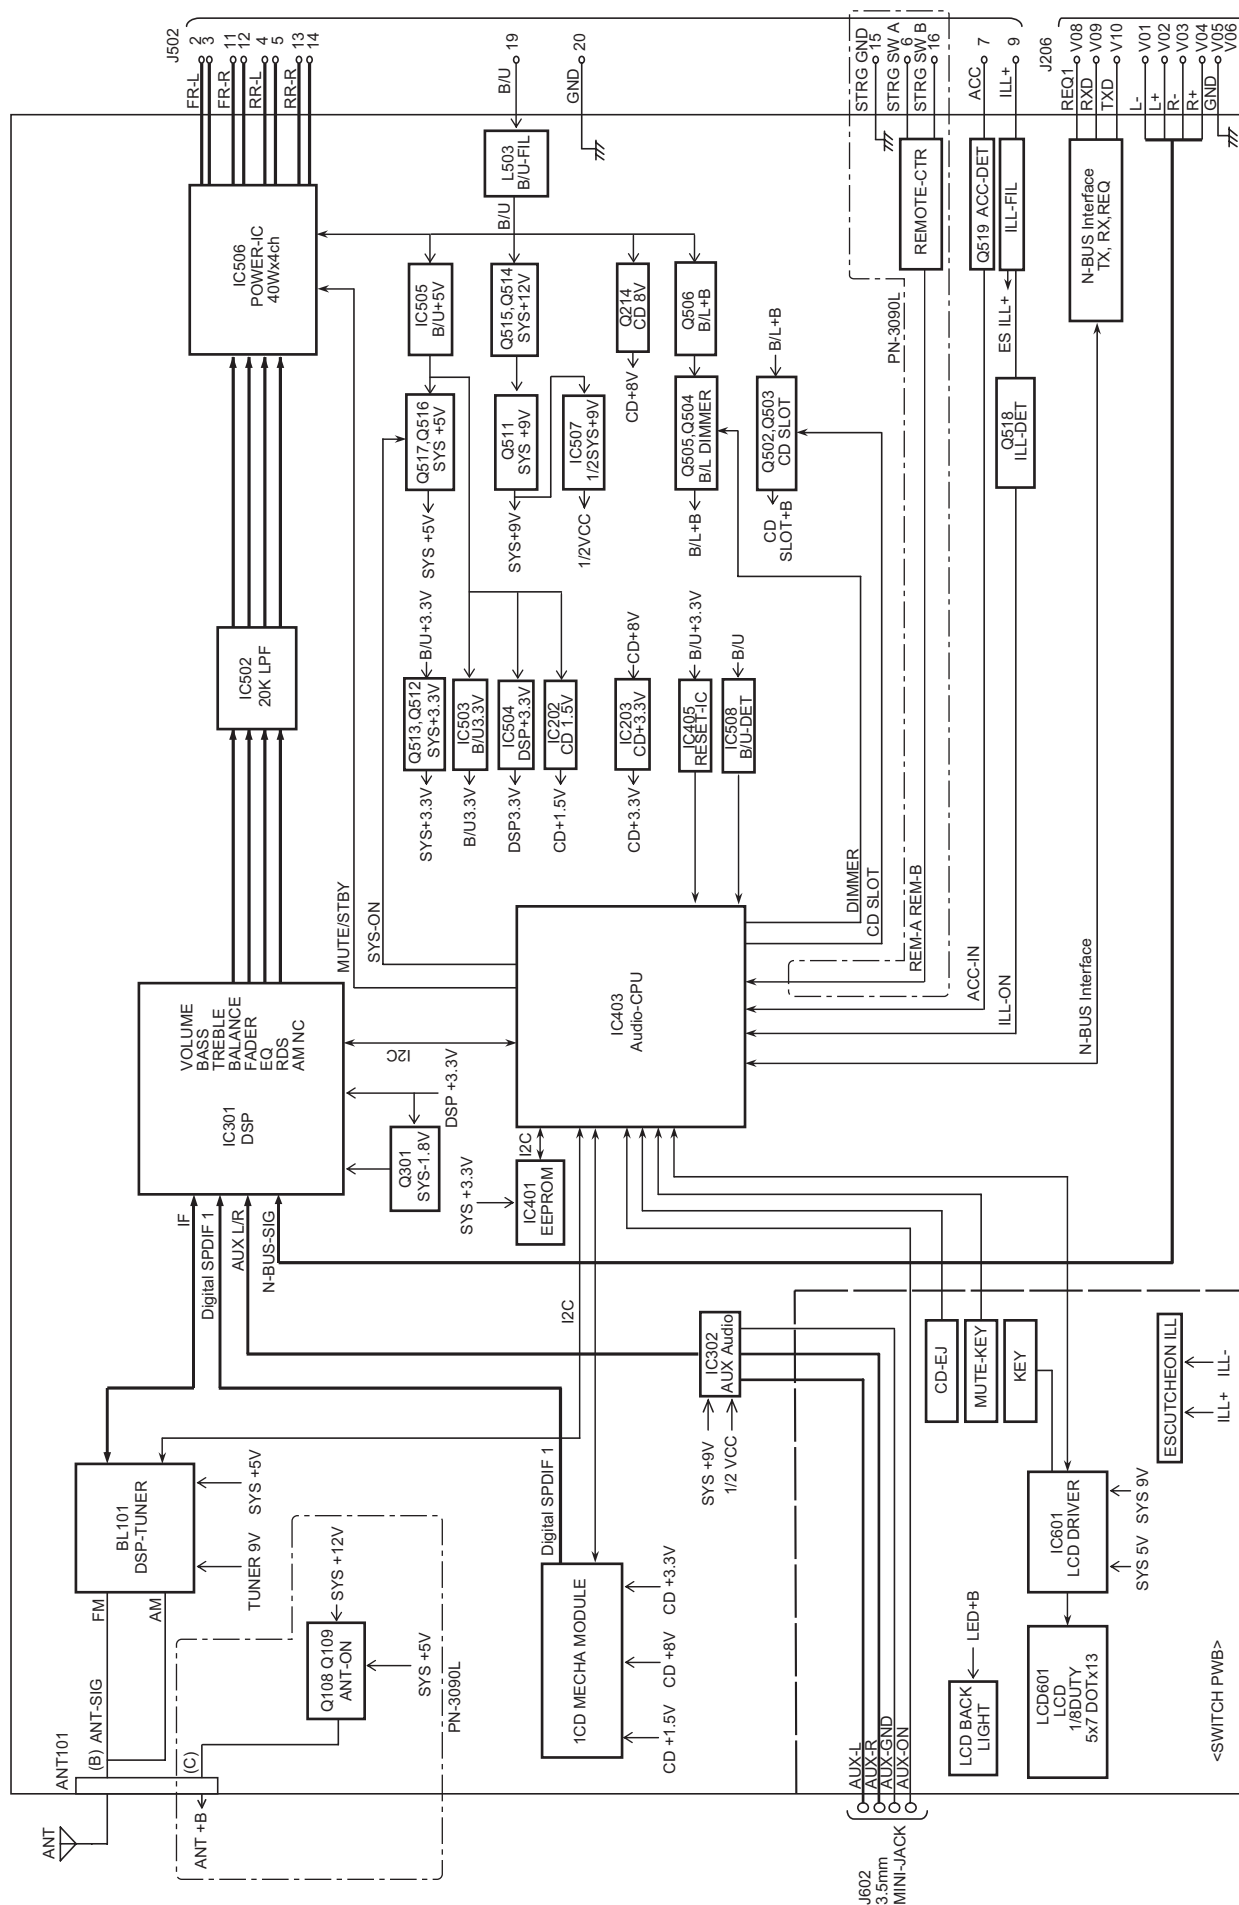 J502
2
3
11
12
4
5
13
14
FR-L
FR-R
RR-L
RR-R
19
B/U
20
GND
STRG GND
15
STRG SW A
6
STRG SW B
16
ACC
7
ILL+
9
J206
REQ1
V08
RXD
V09
TXD
V10
L-
V01
L+
V02
R-
V03
R+
V04
GND
V05
V06
IC506
POWER-IC
40Wx4ch
L503
B/U-FIL
B/U
IC505
B/U+5V
Q515,Q514
SYS+12V
Q214
CD 8V
Q506
B/L+B
PN-3090L
REMOTE-CTR
Q519 ACC-DET
ILL-FIL
ES ILL+
N-BUS Interface
TX, RX,REQ
Q517,Q516
SYS +5V
Q511
SYS +9V
IC507
1/2SYS+9V
CD+8V
Q505,Q504
B/L DIMMER
B/L+B
Q502,Q503
CD SLOT
Q518
ILL-DET
SYS +5V
SYS+9V
1/2VCC
B/L+B
CD
SLOT+B
IC502
20K LPF
B/U+3.3V
CD+8V
B/U+3.3V
B/U
Q513,Q512
SYS+3.3V
IC503
B/U3.3V
IC504
DSP+3.3V
IC202
CD 1.5V
IC203
CD+3.3V
IC405
RESET-IC
IC508
B/U-DET
SYS+3.3V
B/U3.3V
DSP3.3V
CD+1.5V
CD+3.3V
MUTE/STBY
SYS-ON
DIMMER
CD SLOT
REM-A REM-B
ACC-IN
ILL-ON
N-BUS Interface
VOLUME
BASS
TREBLE
BALANCE
FADER
EQ
RDS
AM NC
IC301
DSP
I2C
IC403
Audio-CPU
DSP +3.3V
Q301
SYS-1.8V
SYS +3.3V
I2C
IC401
EEPROM
IF
Digital SPDIF 1
AUX L/R
N-BUS-SIG
I2C
IC302
AUX Audio
SYS +9V
1/2 VCC
CD-EJ
MUTE-KEY
KEY
ESCUTCHEON ILL
ILL+
ILL-
BL101
DSP-TUNER
FM
AM
TUNER 9V
SYS +5V
Digital SPDIF 1
1CD MECHA MODULE
CD +1.5V
CD +8V
CD +3.3V
IC601
LCD DRIVER
SYS 5V
SYS 9V
ANT
ANT101
(B)
ANT-SIG
(C)
ANT +B
Q108 Q109
ANT-ON
SYS +12V
SYS +5V
PN-3090L
LCD BACK
LIGHT
LED+B
LCD601
LCD
1/8DUTY
5x7 DOTx13
<SWITCH PWB>
AUX-L
AUX-R
AUX-GND
AUX-ON
J602
3.5mm
MINI-JACK